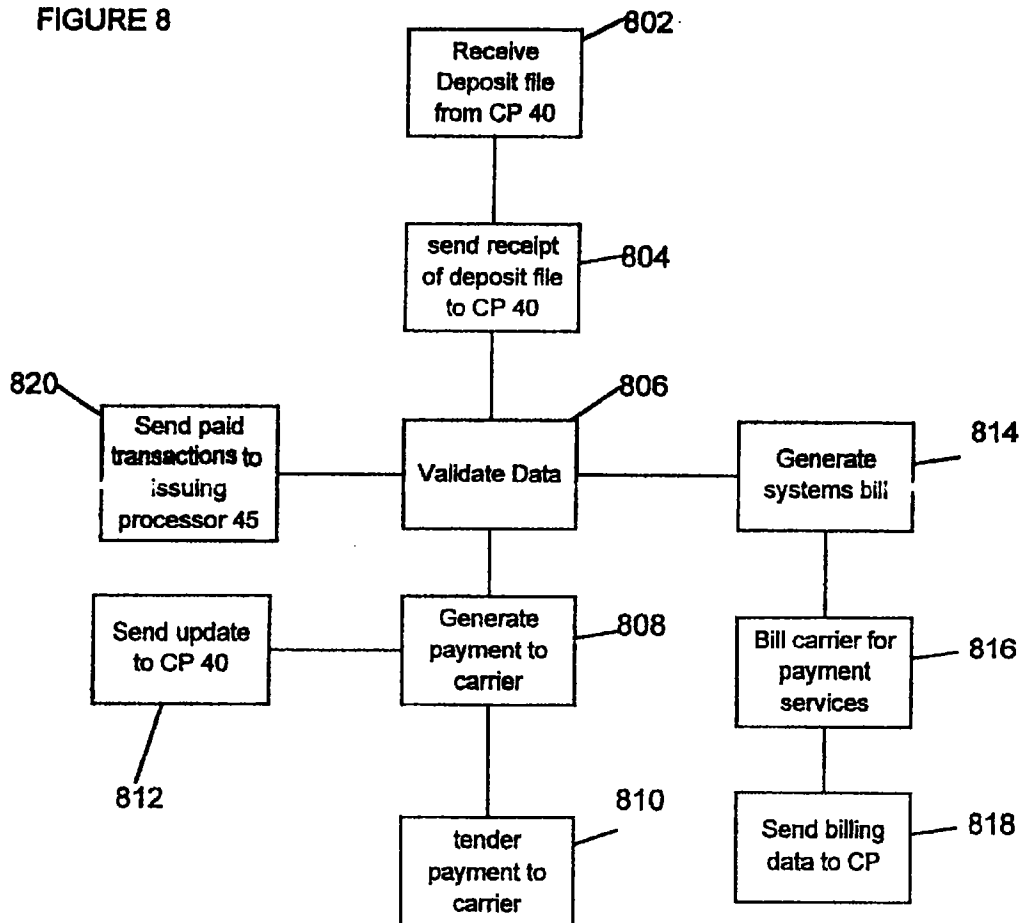 FIGURE 8
802
Receive
Deposit file
from CP 40
send receipt
of deposit file
to CP 40
804
820
806
Send paid
transactions to
issuing
processor 45
Validate Data
Generate
systems bill
814
Send update
to CP 40
Generate
payment to
carrier
808
Bill carrier for
payment
services
816
812
810
tender
payment to
carrier
Send billing
data to CP
818